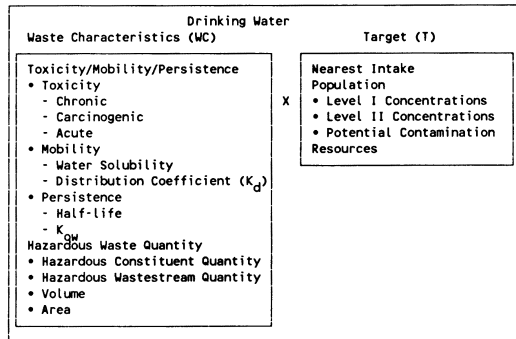 Drinking Water
Waste Characteristics (WC)
Target (T)
Toxicity/Mobility/Persistence
• Toxicity
- Chronic
- Carcinogenic
- Acute
• Mobility
- Water Solubility
- Distribution Coefficient (Kd)
• Persistence
- Half-life
- Kow
Hazardous Waste Quantity
• Hazardous Constituent Quantity
• Hazardous Wastestream Quantity
• Volume
• Area
X
Nearest Intake
Population
• Level I Concentrations
• Level II Concentrations
• Potential Contamination
Resources